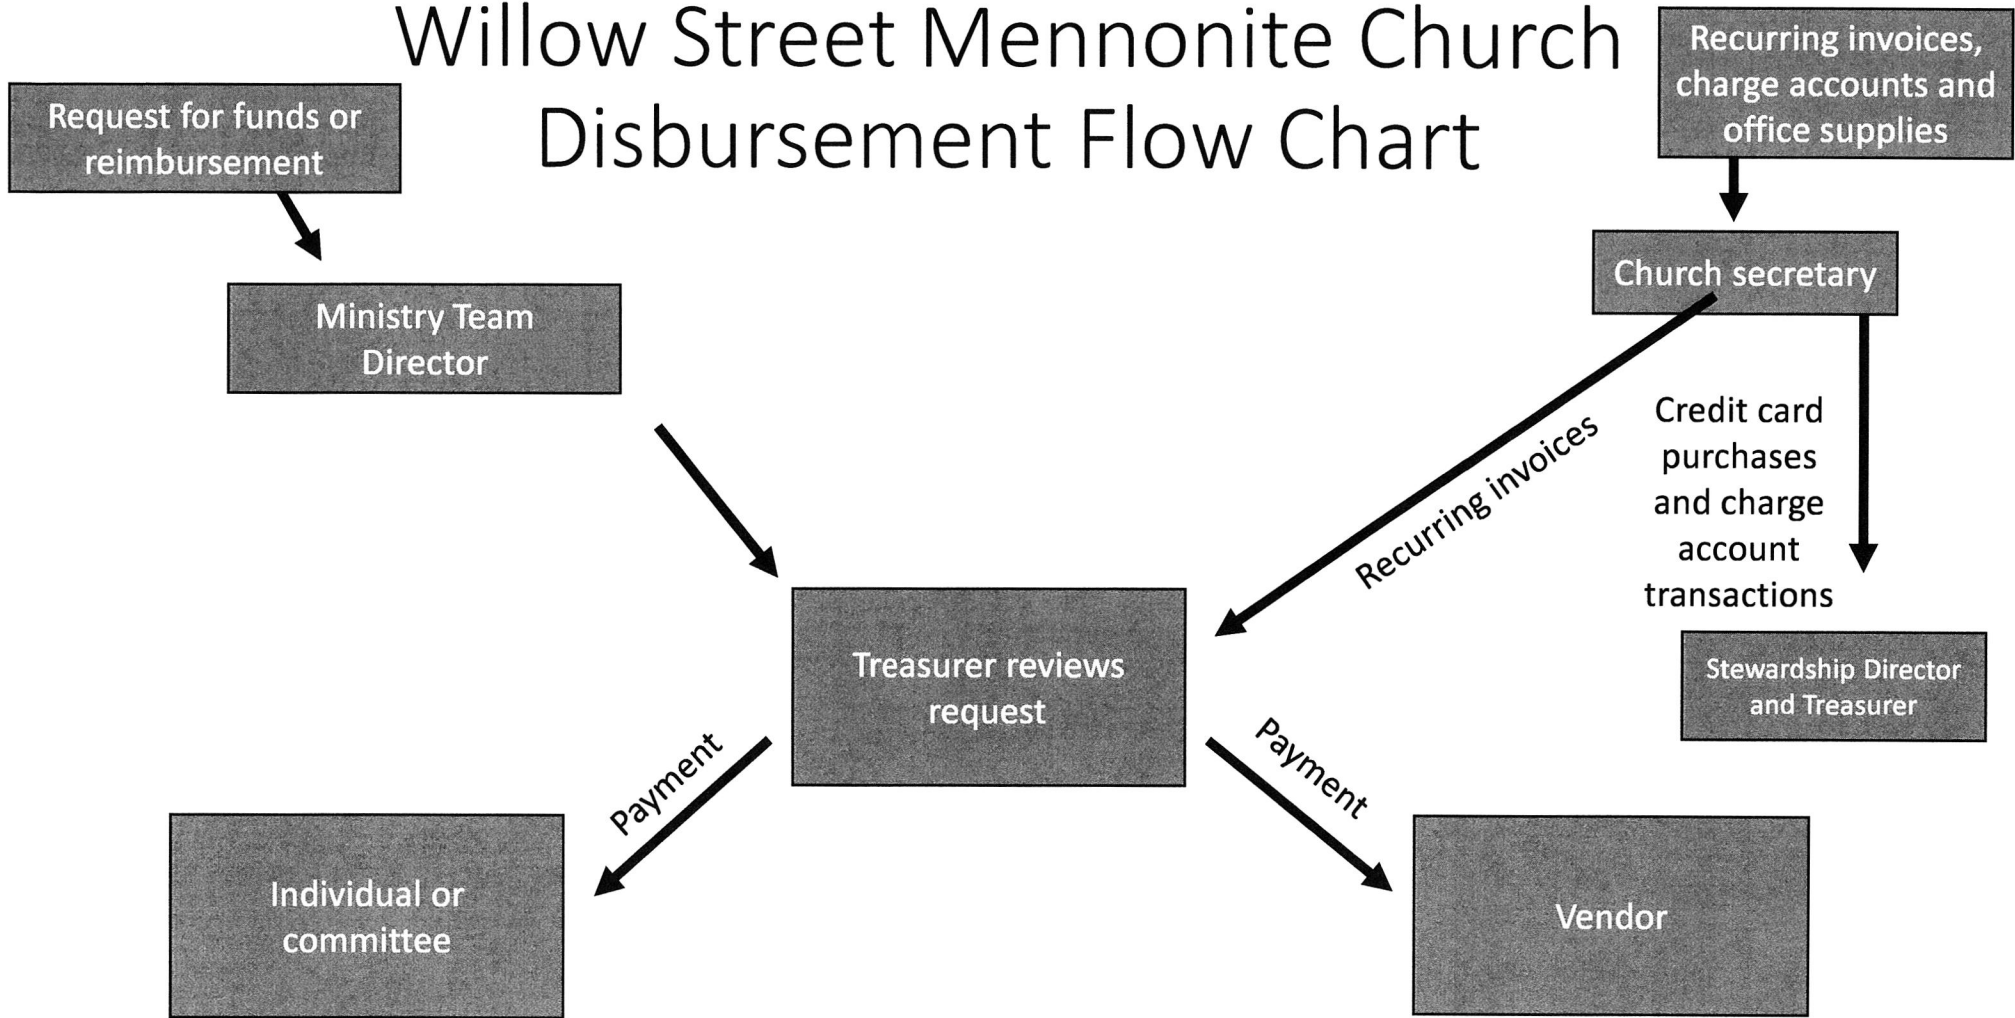 Willow Street Mennonite Church
Disbursement Flow Chart
Request for funds or
reimbursement
Recurring invoices,
charge accounts and
office supplies
Ministry Team
Director
Church secretary
Recurring invoices
Credit card
purchases
and charge
account
transactions
Treasurer reviews
request
Stewardship Director
and Treasurer
Payment
Payment
Individual or
committee
Vendor